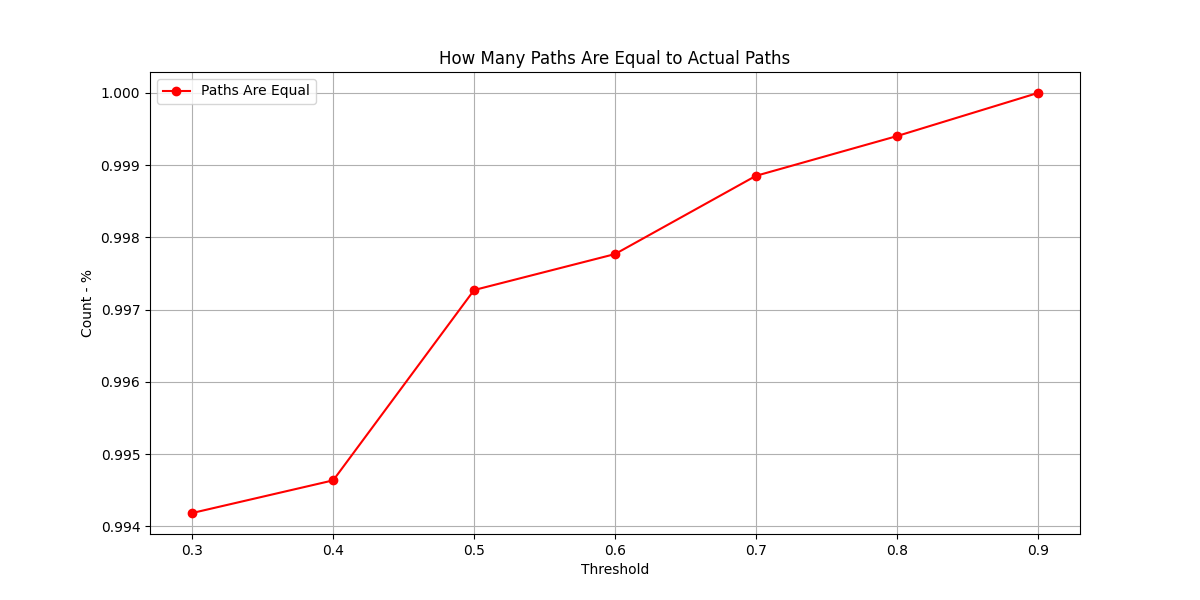 How Many Paths Are Equal to Actual Paths
Paths Are Equal
1.000
0.999
0.998
0.997
0.996
0.995
0.994
Count - %
0.3 0.4 0.5 0.6 0.7 0.8 0.9
Threshold